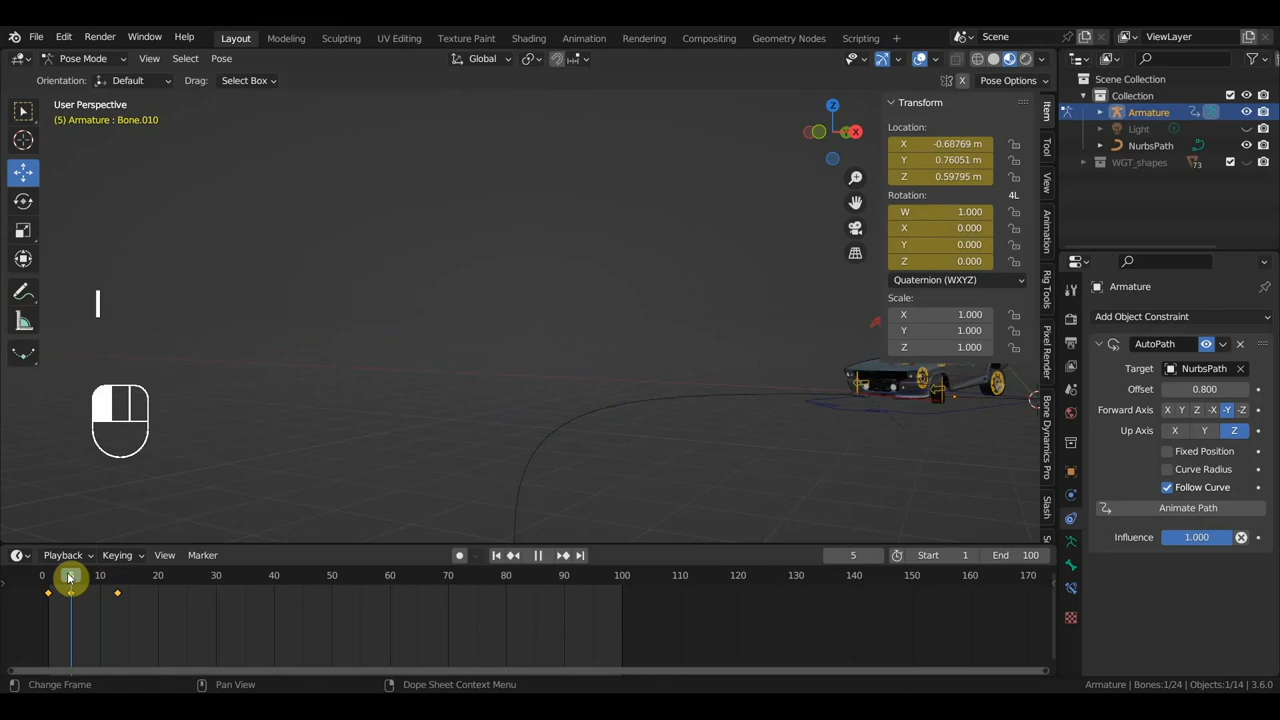 File Edit Render Window Help Layout Modeling Sculpting UV Editing Texture Paint Shading Animation Rendering Compositing Geometry Nodes Scripting + Scene ViewLayer
Pose Mode View Select Pose Global
Orientation: Default Drag: Select Box X Pose Options
User Perspective
(5) Armature : Bone.010
Z
Y
X
Transform
Location:
X -0.68769 m
Y 0.76051 m
Z 0.59795 m
Rotation: 4L
W 1.000
X 0.000
Y 0.000
Z 0.000
Quaternion (WXYZ)
Scale:
X 1.000
Y 1.000
Z 1.000
Item
Tool
View
Animation
Rig Tools
Pixel Render
Bone Dynamics Pro
Slash
I
Scene Collection
Collection
Armature
Light
NurbsPath
WGT_shapes 73
Armature
Add Object Constraint
AutoPath
Target NurbsPath
Offset 0.800
Forward Axis X Y Z -X -Y -Z
Up Axis X Y Z
Fixed Position
Curve Radius
Follow Curve
Animate Path
Influence 1.000
Playback Keying View Marker 5 Start 1 End 100
0 5 10 20 30 40 50 60 70 80 90 100 110 120 130 140 150 160 170
Change Frame Pan View Dope Sheet Context Menu Armature | Bones:1/24 | Objects:1/14 | 3.6.0